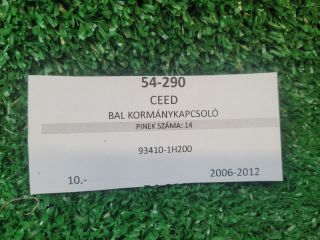 54-290
CEED
BAL KORMÁNYKAPCSOLÓ
PINEK SZÁMA: 14
93410-1H200
10.- 2006-2012